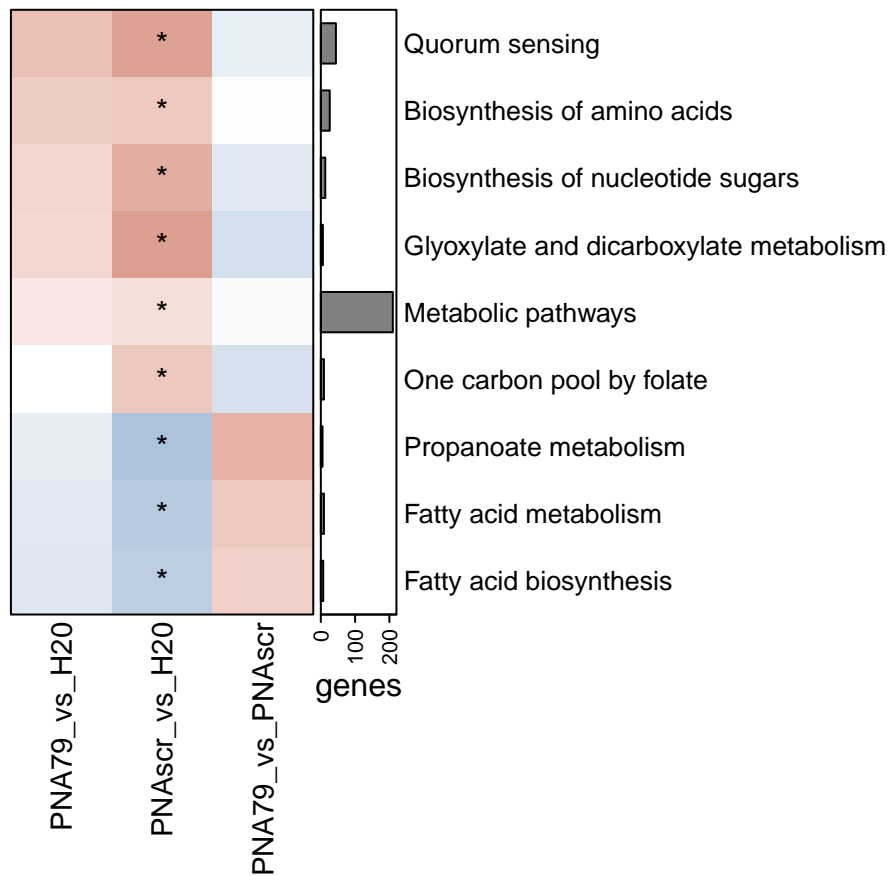 * Quorum sensing
* Biosynthesis of amino acids
* Biosynthesis of nucleotide sugars
* Glyoxylate and dicarboxylate metabolism
* Metabolic pathways
* One carbon pool by folate
* Propanoate metabolism
* Fatty acid metabolism
* Fatty acid biosynthesis
0 100 200
genes
PNA79_vs_H20
PNAscr_vs_H20
PNA79_vs_PNAscr